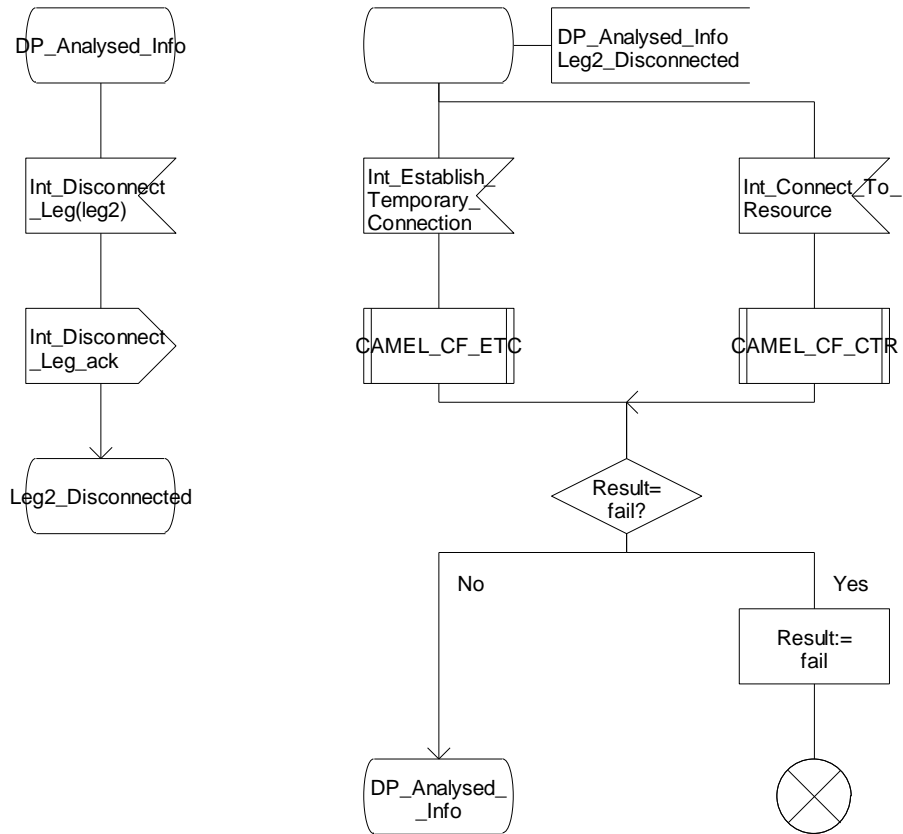 DP_Analysed_Info
Int_Disconnect
_Leg(leg2)
Int_Disconnect
_Leg_ack
Leg2_Disconnected
DP_Analysed_Info
Leg2_Disconnected
Int_Establish_
Temporary_
Connection
Int_Connect_To_
Resource
CAMEL_CF_ETC
CAMEL_CF_CTR
Result=
fail?
No
Yes
Result:=
fail
DP_Analysed_
_Info